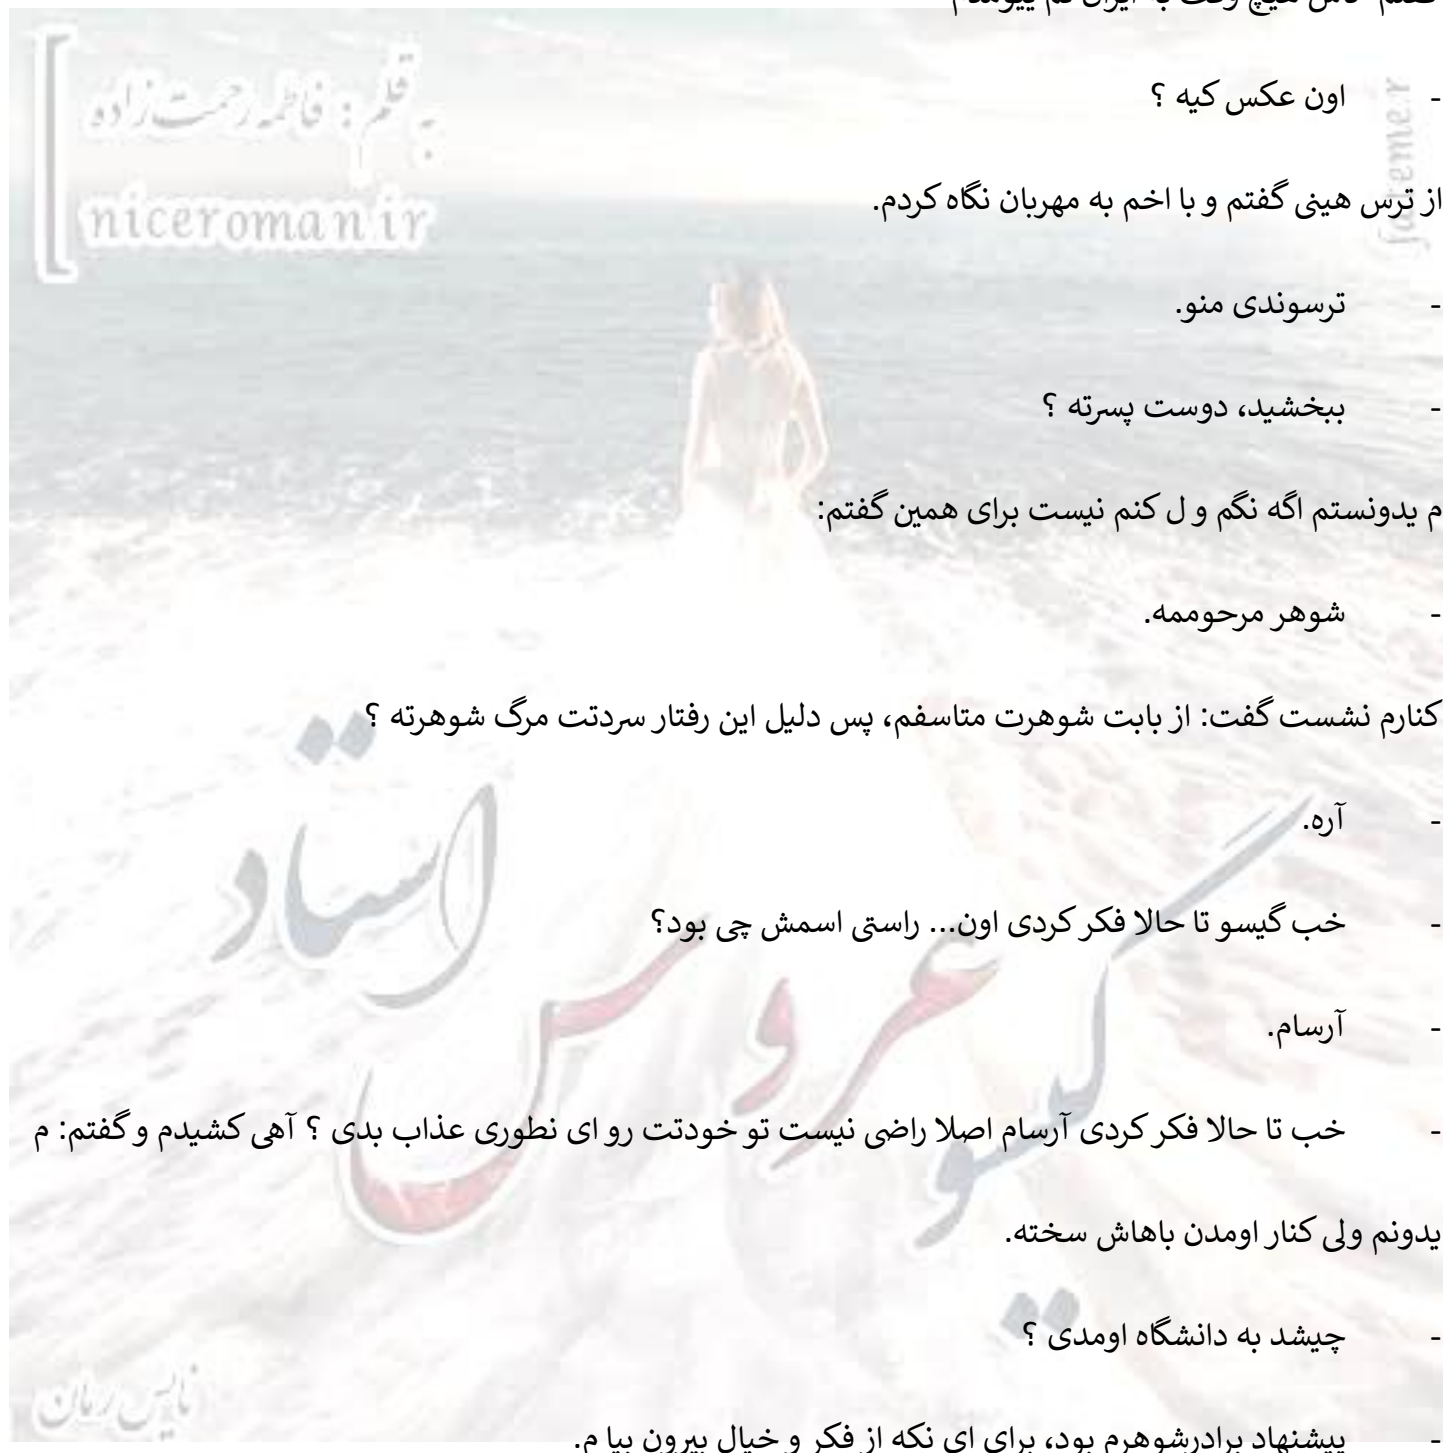 گفتم کاش هیچ وقت به ایران نم ییومدم
به قلم : فاطمه رحمت زاده
niceroman.ir
- اون عکس کیه ؟
از ترس هینی گفتم و با اخم به مهربان نگاه کردم.
- ترسوندی منو.
- ببخشید، دوست پسرته ؟
م یدونستم اگه نگم و ل کنم نیست برای همین گفتم:
- شوهر مرحوممه.
کنارم نشست گفت: از بابت شوهرت متاسفم، پس دلیل این رفتار سردتت مرگ شوهرته ؟
- آره.
- خب گیسو تا حالا فکر کردی اون... راستی اسمش چی بود؟
- آرسام.
- خب تا حالا فکر کردی آرسام اصلا راضی نیست تو خودتت رو ای نطوری عذاب بدی ؟ آهی کشیدم و گفتم: م
یدونم ولی کنار اومدن باهاش سخته.
- چیشد به دانشگاه اومدی ؟
- پیشنهاد برادرشوهرم بود، برای ای نکه از فکر و خیال بیرون بیا م.
گیسو عروس استاد
نایس رمان